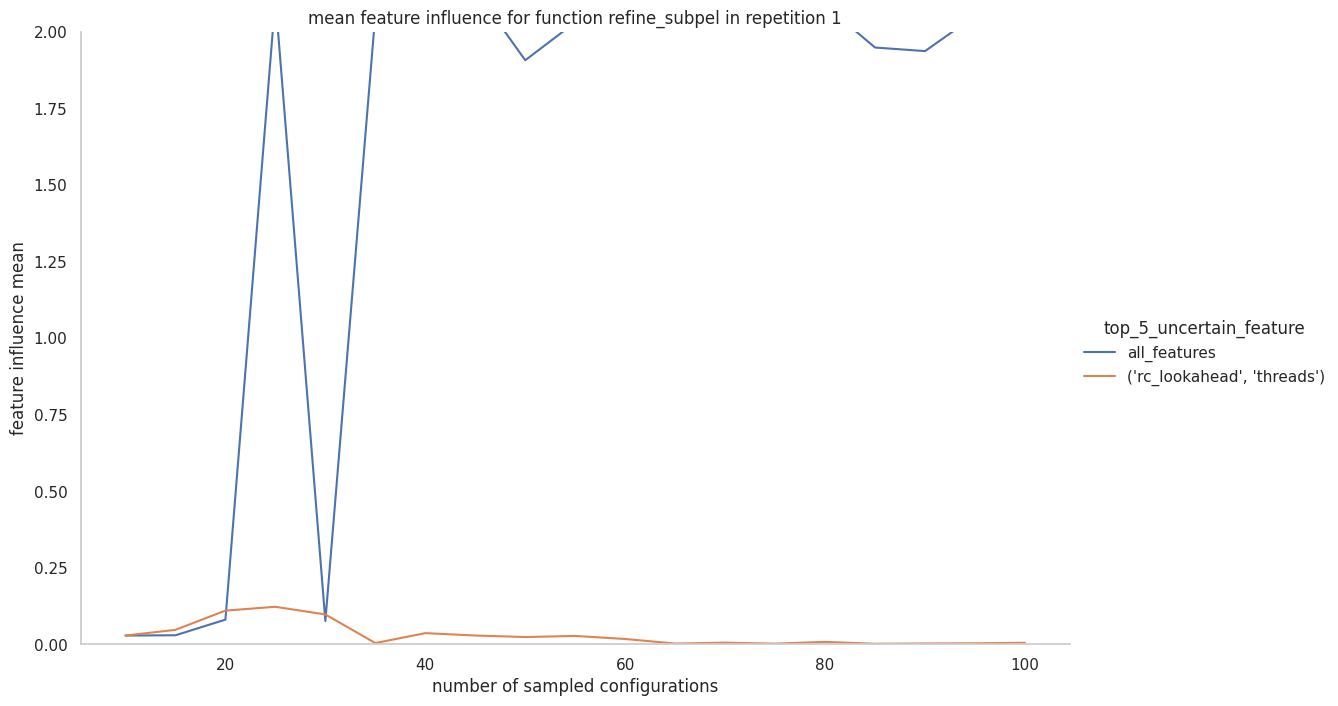 mean feature influence for function refine_subpel in repetition 1
2.00
1.75
1.50
1.25
1.00
0.75
0.50
0.25
0.00
feature influence mean
20
40
60
80
100
number of sampled configurations
top_5_uncertain_feature
all_features
('rc_lookahead', 'threads')